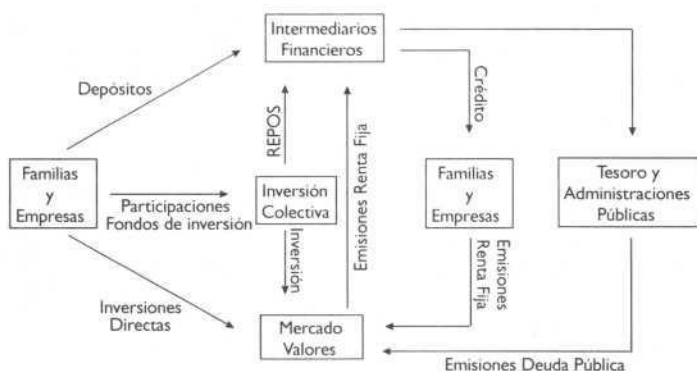 Intermediarios
Financieros
Depósitos
Crédito
REPOS
Emisiones Renta Fija
Familias
y
Empresas
Participaciones
Fondos de inversión
Inversión
Colectiva
Familias
y
Empresas
Tesoro y
Administraciones
Públicas
Inversión
Emisiones
Renta Fija
Inversiones
Directas
Mercado
Valores
Emisiones Deuda Pública